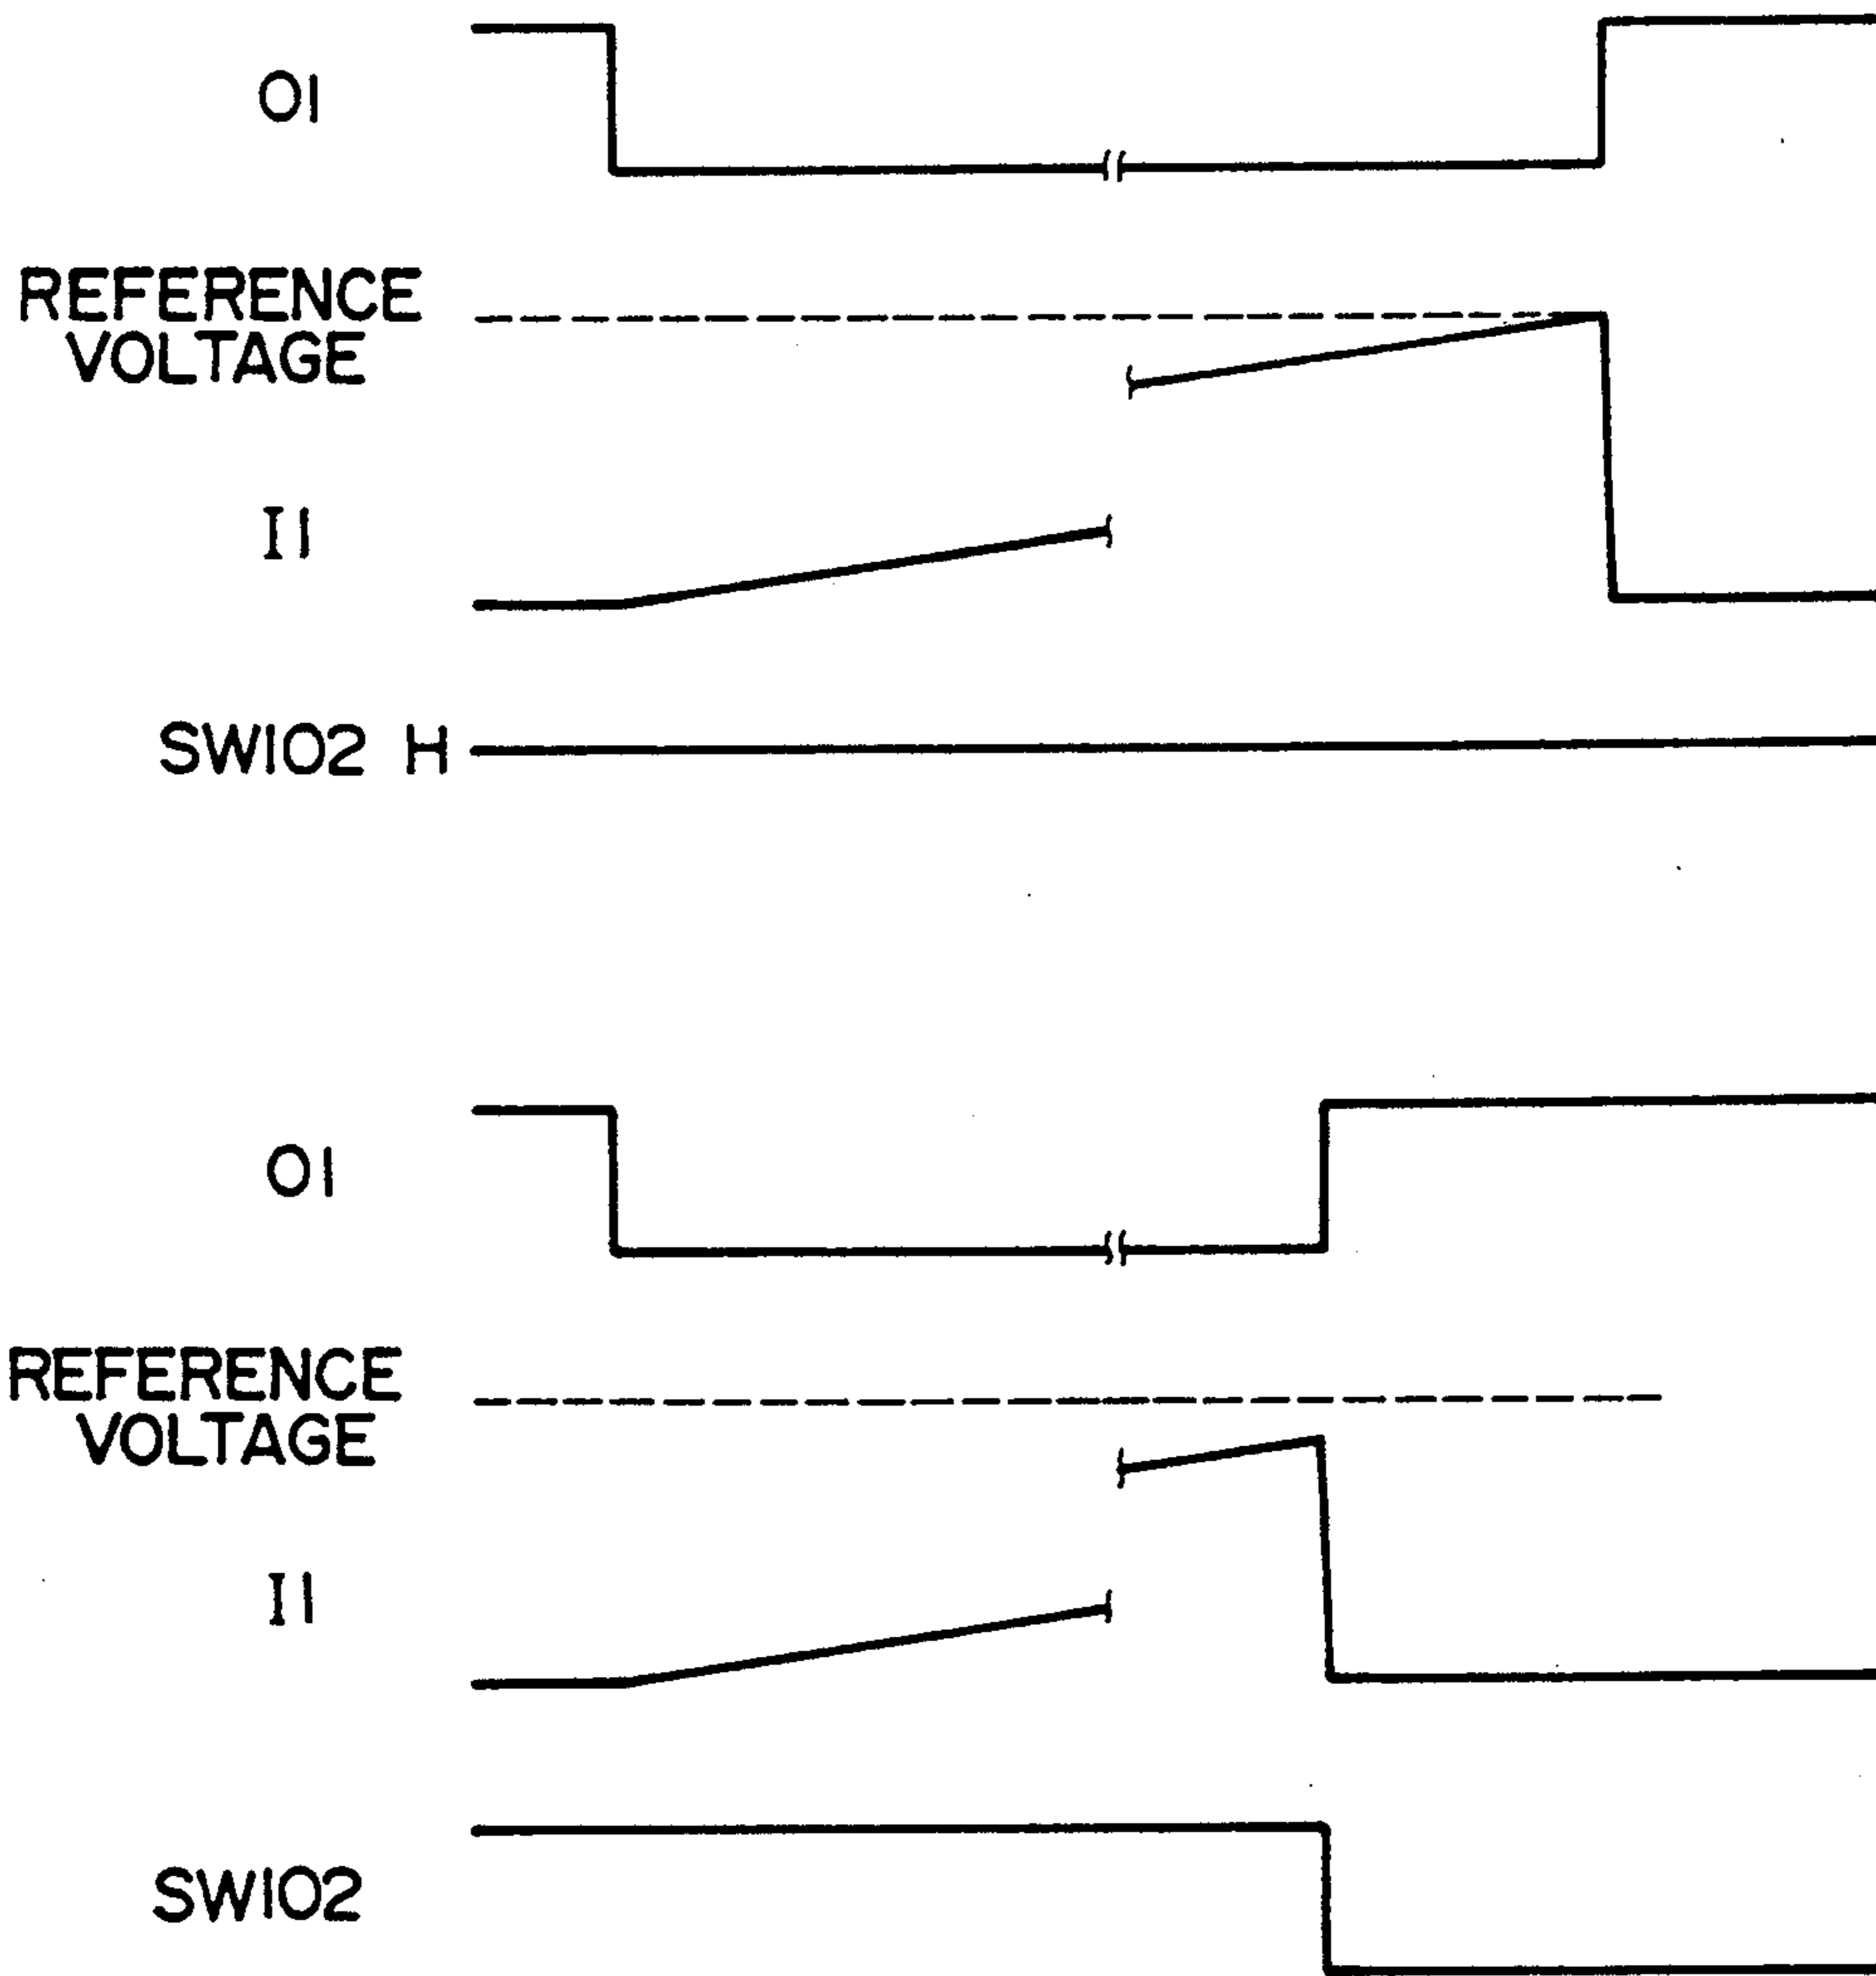 O1
REFERENCE
VOLTAGE
I1
SW102 H
O1
REFERENCE
VOLTAGE
I1
SW102